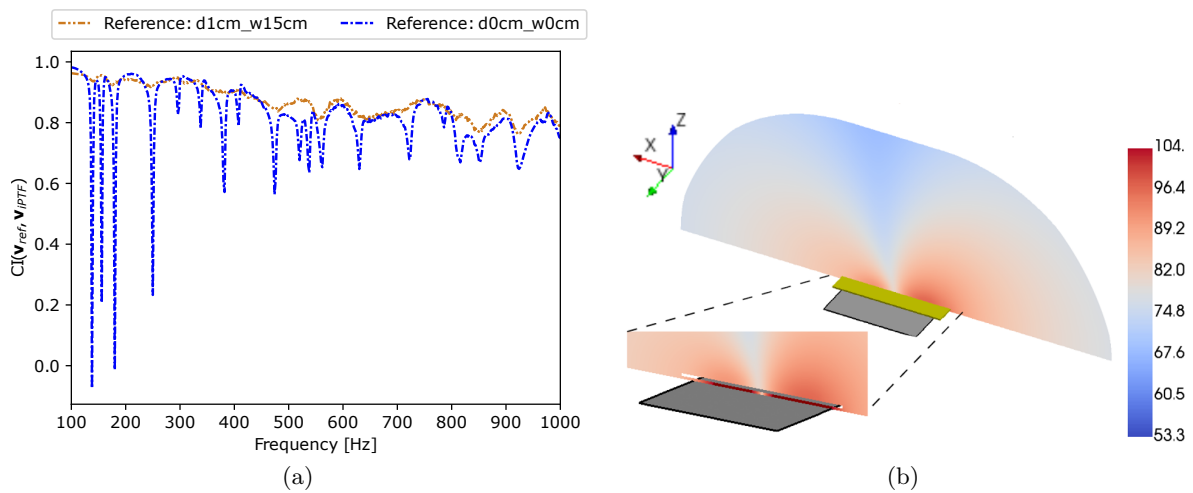 Reference: d1cm_w15cm
Reference: d0cm_w0cm
CI(v_ref, v_iPTF)
1.0
0.8
0.6
0.4
0.2
0.0
100 200 300 400 500 600 700 800 900 1000
Frequency [Hz]
(a)
Z
X
Y
104.
96.4
89.2
82.0
74.8
67.6
60.5
53.3
(b)